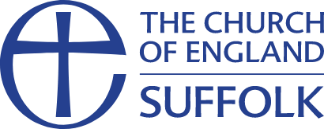 THE CHURCH
OF ENGLAND
SUFFOLK